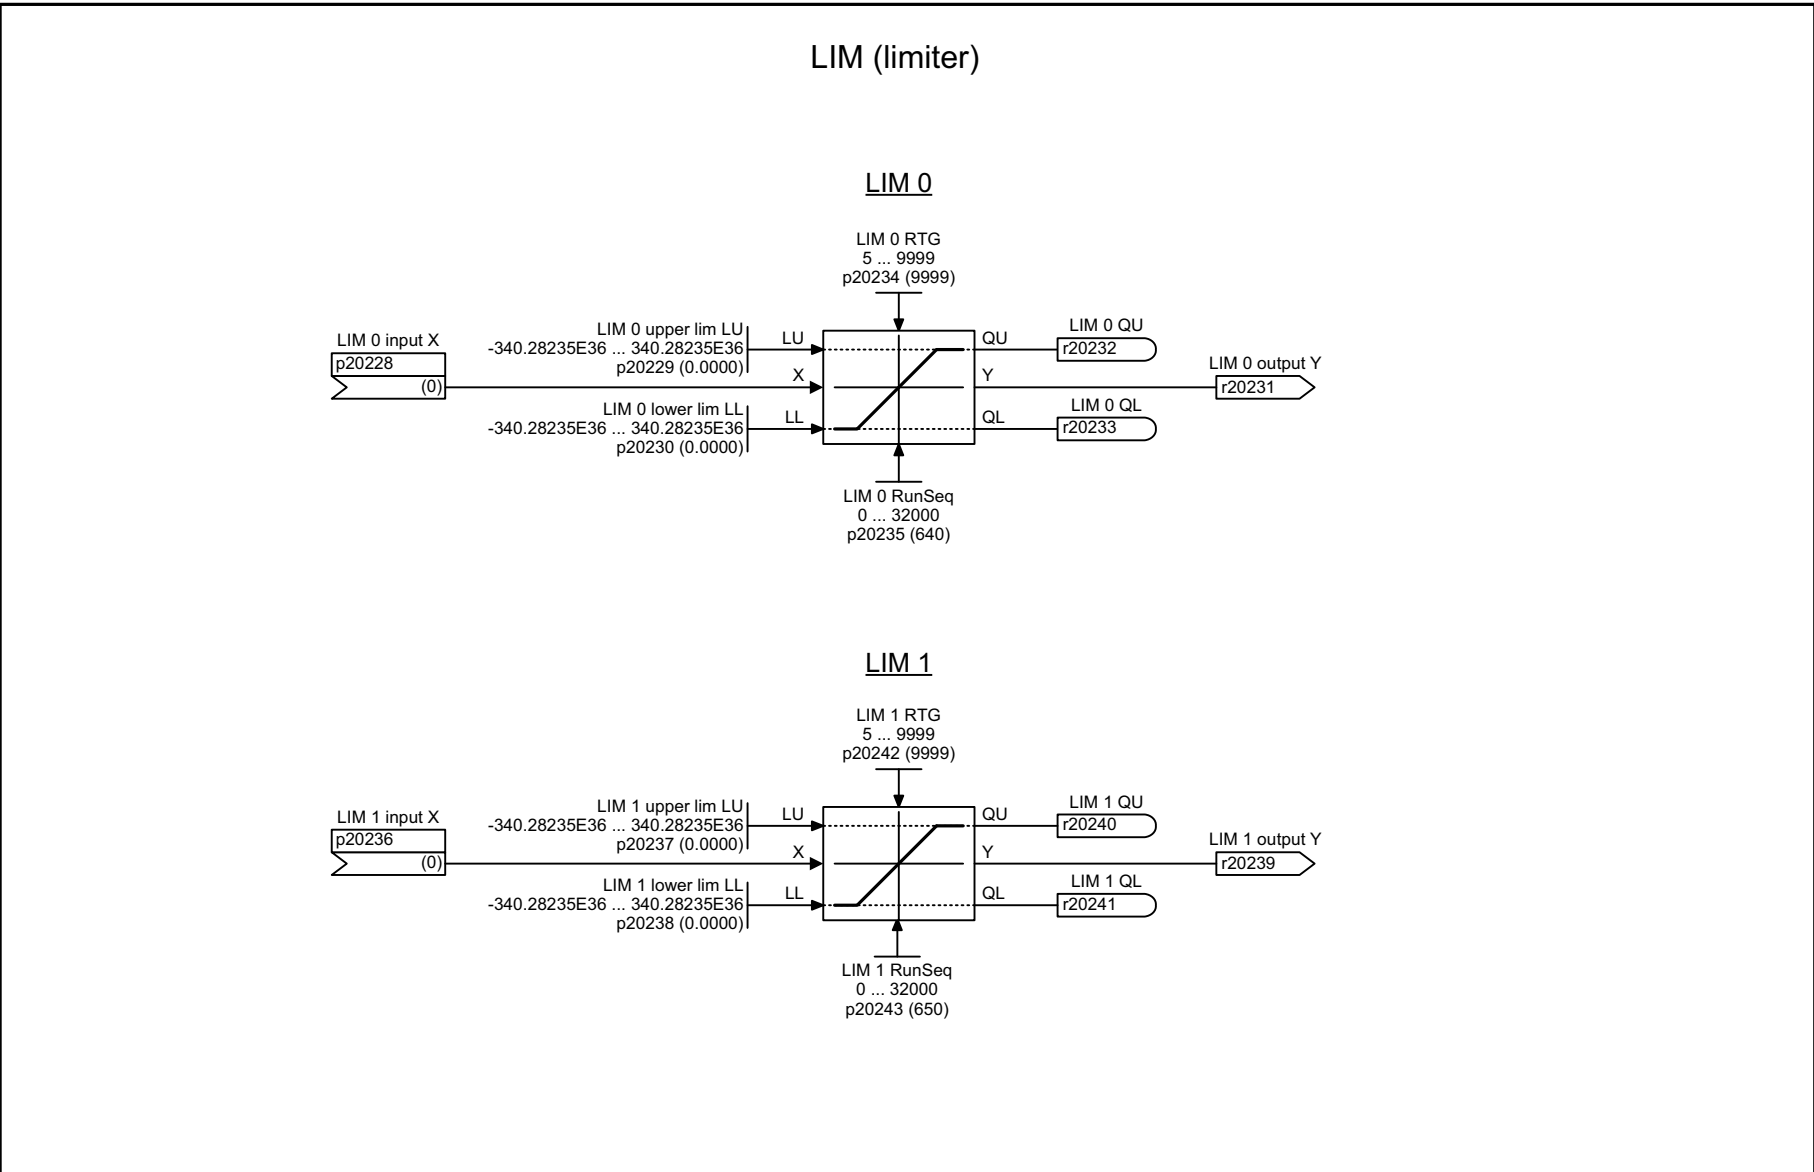 LIM (limiter)
LIM 0
LIM 0 RTG
5 ... 9999
p20234 (9999)
LIM 0 input X
p20228
(0)
LIM 0 upper lim LU
-340.28235E36 ... 340.28235E36
p20229 (0.0000)
LIM 0 lower lim LL
-340.28235E36 ... 340.28235E36
p20230 (0.0000)
LU
X
LL
QU
Y
QL
LIM 0 QU
r20232
LIM 0 output Y
r20231
LIM 0 QL
r20233
LIM 0 RunSeq
0 ... 32000
p20235 (640)
LIM 1
LIM 1 RTG
5 ... 9999
p20242 (9999)
LIM 1 input X
p20236
(0)
LIM 1 upper lim LU
-340.28235E36 ... 340.28235E36
p20237 (0.0000)
LIM 1 lower lim LL
-340.28235E36 ... 340.28235E36
p20238 (0.0000)
LU
X
LL
QU
Y
QL
LIM 1 QU
r20240
LIM 1 output Y
r20239
LIM 1 QL
r20241
LIM 1 RunSeq
0 ... 32000
p20243 (650)